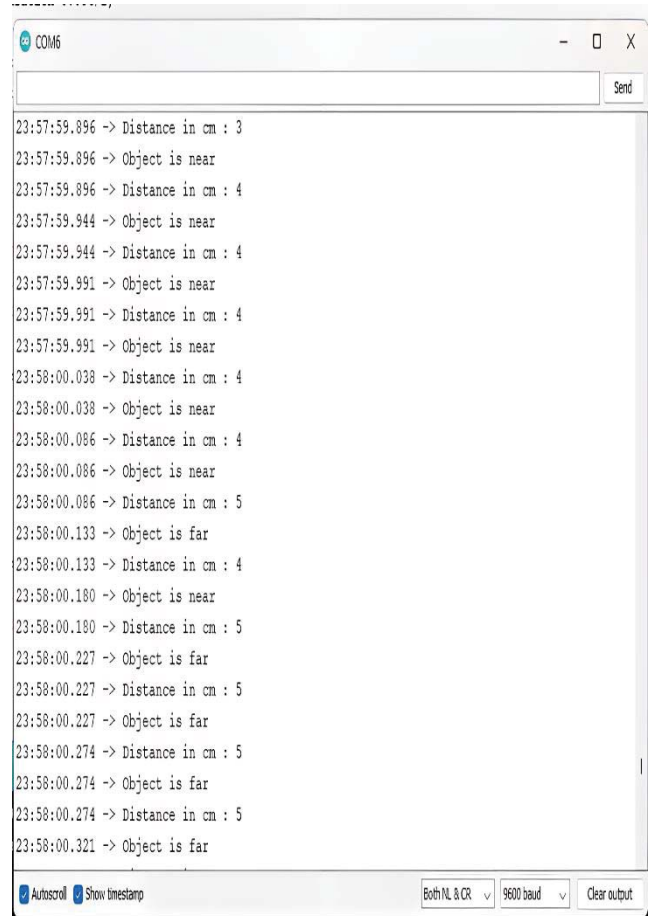 COM6
Send
23:57:59.896 -> Distance in cm : 3
23:57:59.896 -> Object is near
23:57:59.896 -> Distance in cm : 4
23:57:59.944 -> Object is near
23:57:59.944 -> Distance in cm : 4
23:57:59.991 -> Object is near
23:57:59.991 -> Distance in cm : 4
23:57:59.991 -> Object is near
23:58:00.038 -> Distance in cm : 4
23:58:00.038 -> Object is near
23:58:00.086 -> Distance in cm : 4
23:58:00.086 -> Object is near
23:58:00.086 -> Distance in cm : 5
23:58:00.133 -> Object is far
23:58:00.133 -> Distance in cm : 4
23:58:00.180 -> Object is near
23:58:00.180 -> Distance in cm : 5
23:58:00.227 -> Object is far
23:58:00.227 -> Distance in cm : 5
23:58:00.227 -> Object is far
23:58:00.274 -> Distance in cm : 5
23:58:00.274 -> Object is far
23:58:00.274 -> Distance in cm : 5
23:58:00.321 -> Object is far
Autoscroll Show timestamp Both NL & CR 9600 baud Clear output